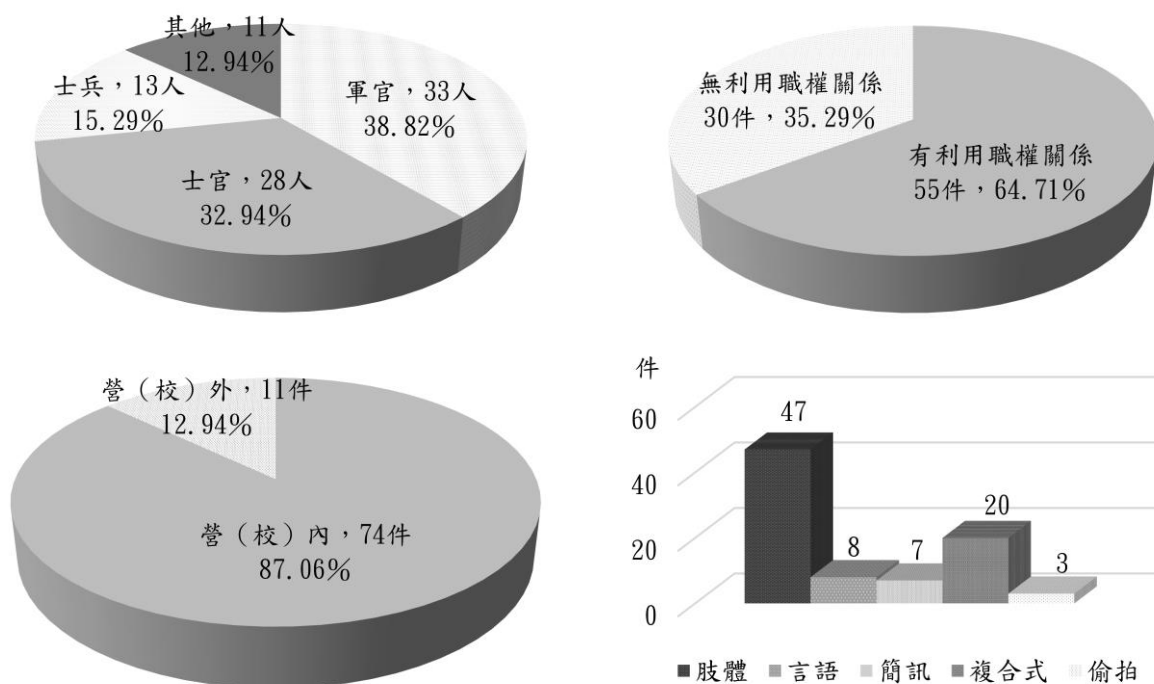 其他，11人
12.94%
士兵，13人
15.29%
軍官，33人
38.82%
士官，28人
32.94%
無利用職權關係
30件，35.29%
有利用職權關係
55件，64.71%
營（校）外，11件
12.94%
營（校）內，74件
87.06%
件
60
40
20
0
47
8
7
20
3
■肢體 ■言語 ■簡訊 ■複合式 ■偷拍